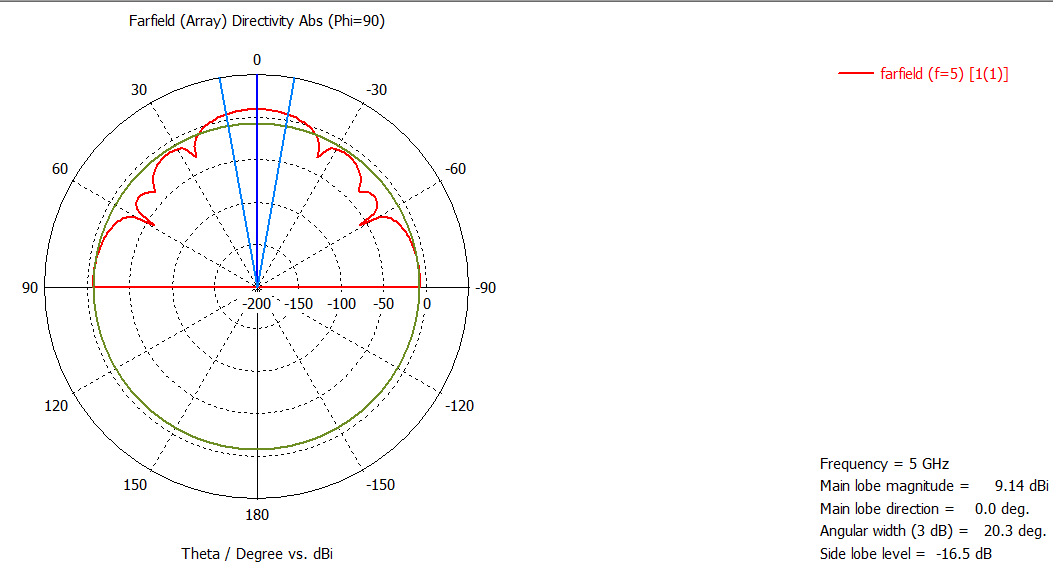 Farfield (Array) Directivity Abs (Phi=90)
0
30
-30
farfield (f=5) [1(1)]
60
-60
90
-90
-200
-150
-100
-50
0
120
-120
150
-150
180
Frequency = 5 GHz
Main lobe magnitude = 9.14 dBi
Main lobe direction = 0.0 deg.
Angular width (3 dB) = 20.3 deg.
Side lobe level = -16.5 dB
Theta / Degree vs. dBi